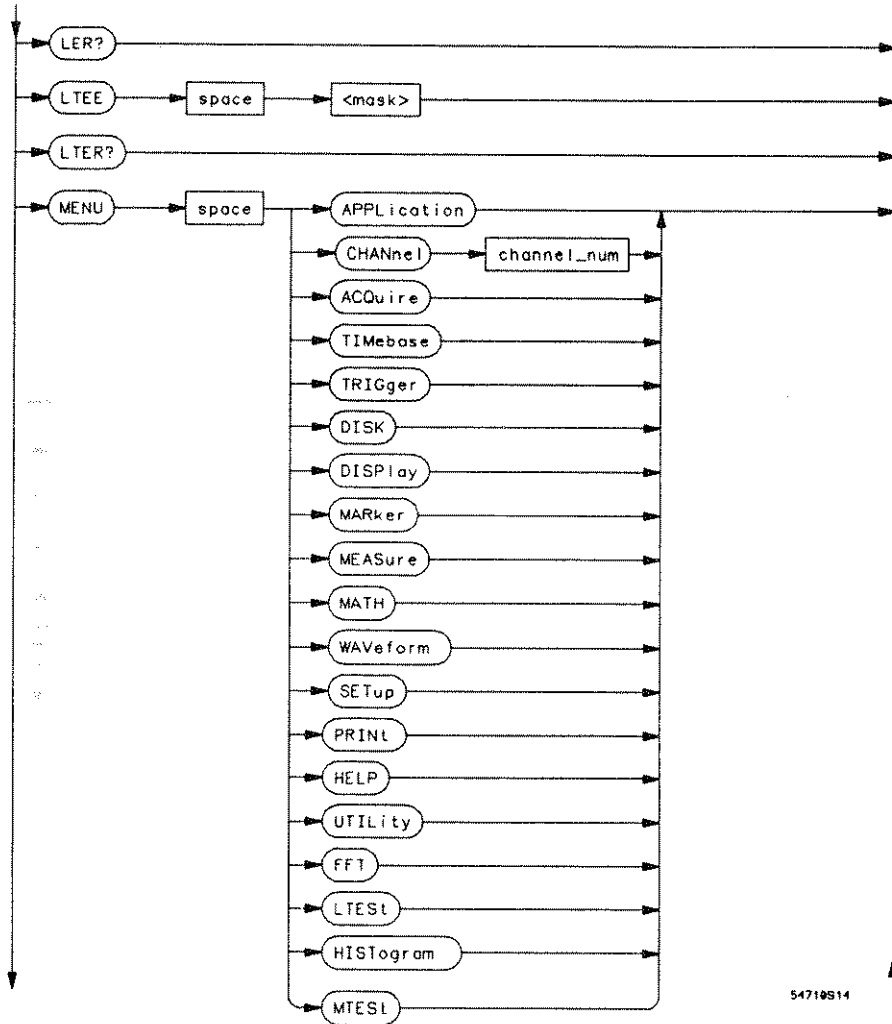 LER?
LTEE space <mask>
LTER?
MENU space APPLication
CHANnel channel_num
ACQuire
TIMebase
TRIGger
DISK
DISPlay
MARker
MEASure
MATH
WAVeform
SETup
PRINt
HELP
UTILity
FFT
LTESt
HISTogram
MTESt
54710S14